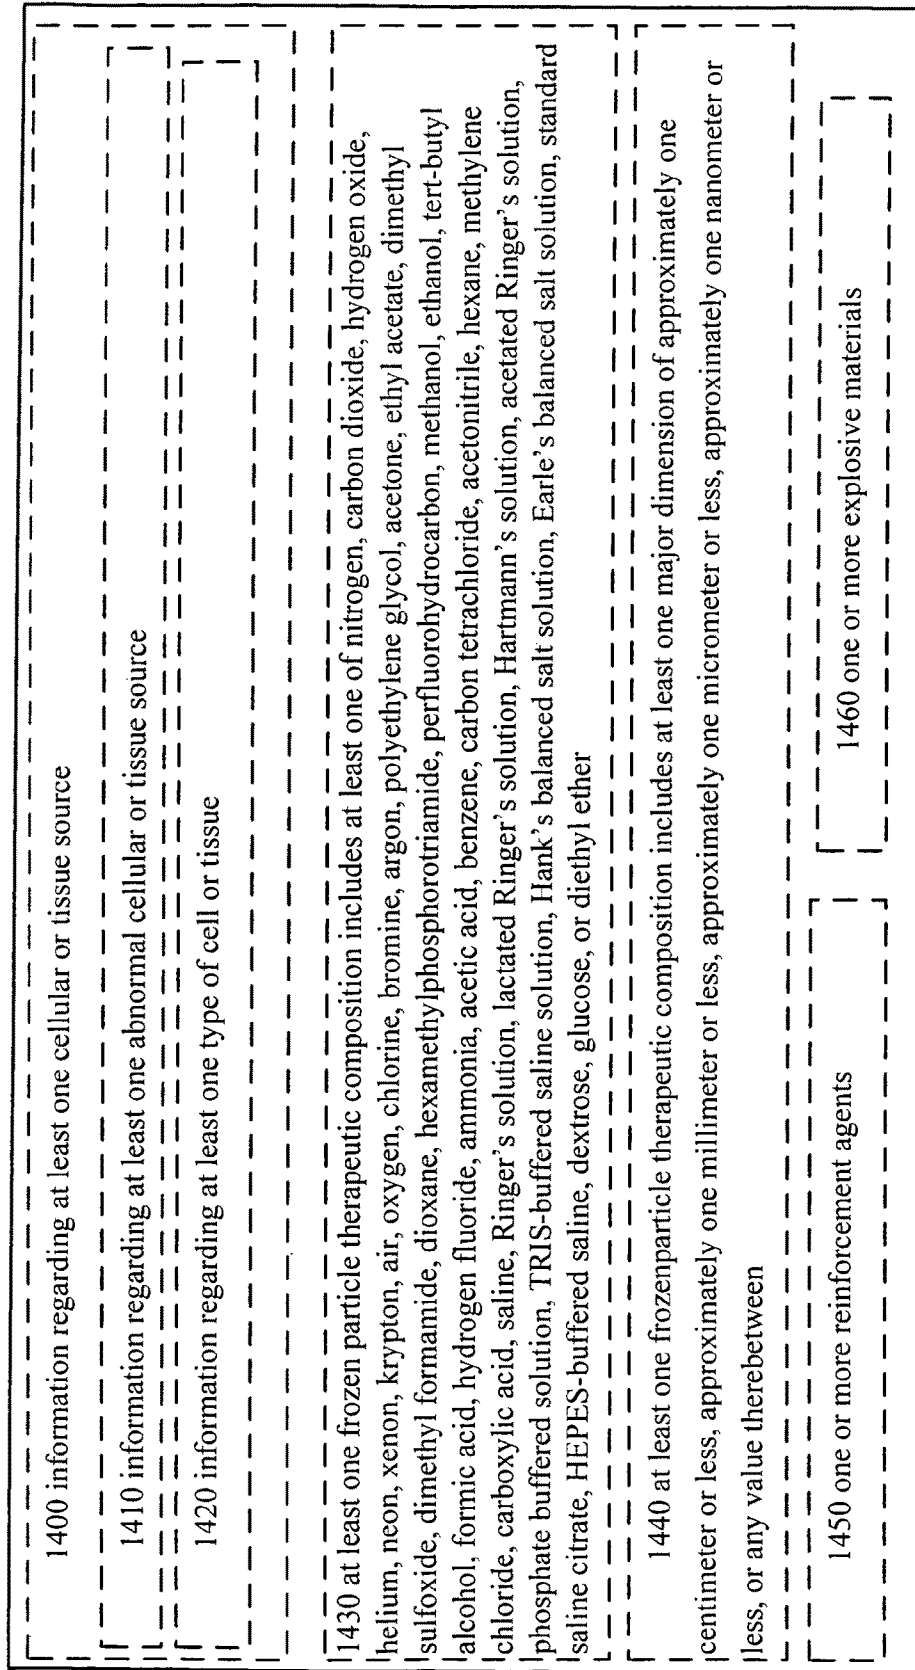 1400 information regarding at least one cellular or tissue source
1410 information regarding at least one abnormal cellular or tissue source
1420 information regarding at least one type of cell or tissue
1430 at least one frozen particle therapeutic composition includes at least one of nitrogen, carbon dioxide, hydrogen oxide,
helium, neon, xenon, krypton, air, oxygen, chlorine, bromine, argon, polyethylene glycol, acetone, ethyl acetate, dimethyl
sulfoxide, dimethyl formamide, dioxane, hexamethylphosphorotriamide, perfluorohydrocarbon, methanol, ethanol, tert-butyl
alcohol, formic acid, hydrogen fluoride, ammonia, acetic acid, benzene, carbon tetrachloride, acetonitrile, hexane, methylene
chloride, carboxylic acid, saline, Ringer's solution, lactated Ringer's solution, Hartmann's solution, acetated Ringer's solution,
phosphate buffered solution, TRIS-buffered saline solution, Hank's balanced salt solution, Earle's balanced salt solution, standard
saline citrate, HEPES-buffered saline, dextrose, glucose, or diethyl ether
1440 at least one frozenparticle therapeutic composition includes at least one major dimension of approximately one
centimeter or less, approximately one millimeter or less, approximately one micrometer or less, approximately one nanometer or
less, or any value therebetween
1450 one or more reinforcement agents
1460 one or more explosive materials